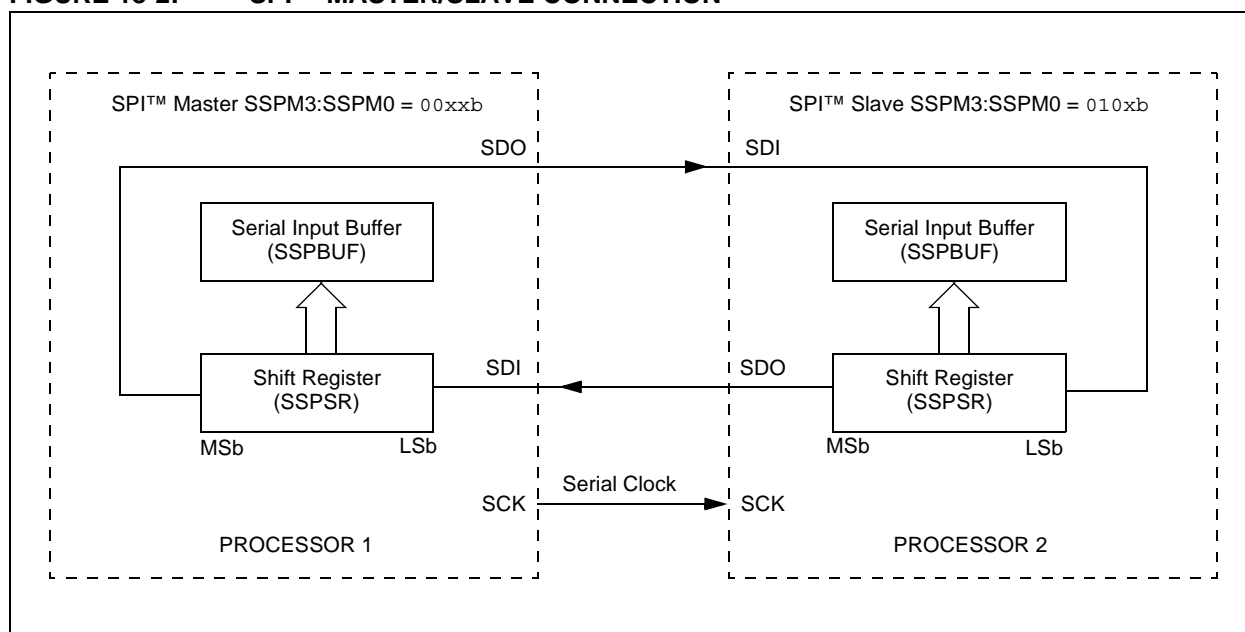 SPI™ Master SSPM3:SSPM0 = 00xxb
SDO
Serial Input Buffer
(SSPBUF)
Shift Register
(SSPSR)
MSb
LSb
SDI
SCK
PROCESSOR 1
Serial Clock
SPI™ Slave SSPM3:SSPM0 = 010xb
SDI
Serial Input Buffer
(SSPBUF)
SDO
Shift Register
(SSPSR)
MSb
LSb
SCK
PROCESSOR 2